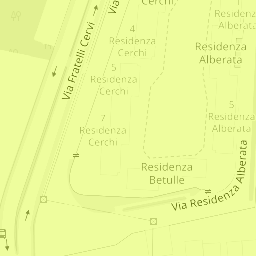 Cerchi.
Via
4
Residenza
Cerchi
Residenza
Alberata
Residenza
Alberata
Via Fratelli Cervi
5
Residenza
Cerchi
5
Residenza
Alberata
7
Residenza
Cerchi
Residenza
Betulle
Via Residenza Alberata